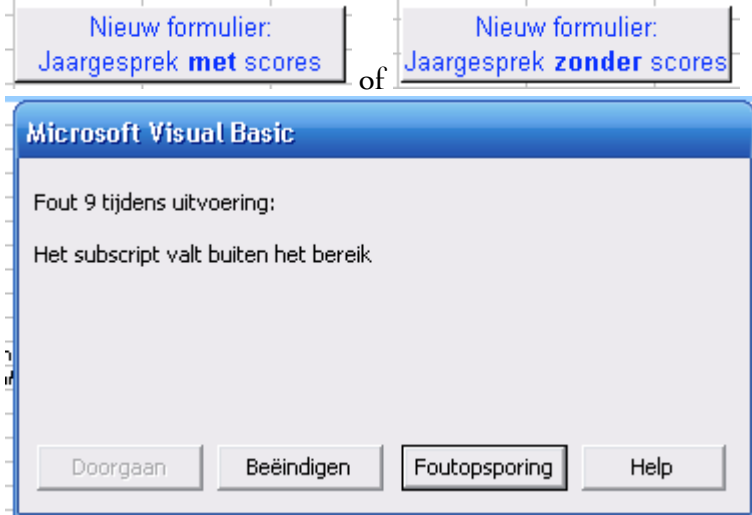 Nieuw formulier:
Jaargesprek met scores
of
Nieuw formulier:
Jaargesprek zonder scores
Microsoft Visual Basic
Fout 9 tijdens uitvoering:
Het subscript valt buiten het bereik
Doorgaan
Beëindigen
Foutopsporing
Help